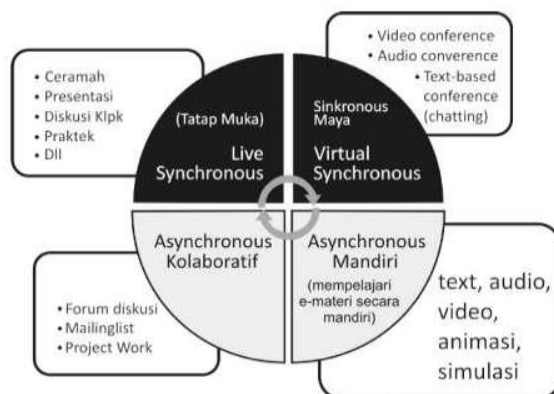 • Ceramah
• Presentasi
• Diskusi Klpk
• Praktek
• Dll
(Tatap Muka)
Live
Synchronous
Sinkronous
Maya
Virtual
Synchronous
• Video conference
• Audio converence
• Text-based
conference
(chatting)
Asynchronous
Kolaboratif
• Forum diskusi
• Mailinglist
• Project Work
Asynchronous
Mandiri
(mempelajari
e-materi secara
mandiri)
text, audio,
video,
animasi,
simulasi